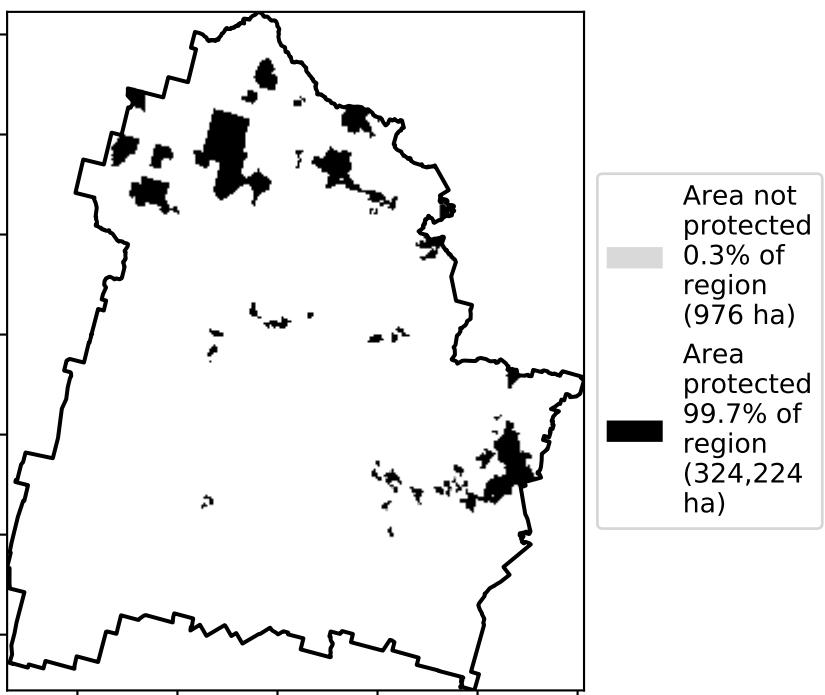 Area not
protected
0.3% of
region
(976 ha)
Area
protected
99.7% of
region
(324,224
ha)